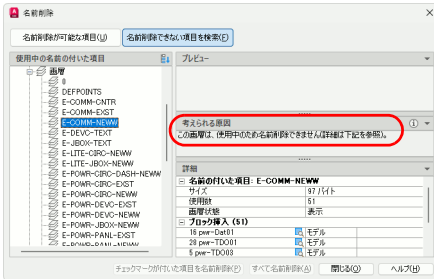 名前削除
名前削除が可能な項目(U)
名前削除できない項目を検索(F)
使用中の名前の付いた項目
画層
0
DEFPOINTS
E-COMM-CNTR
E-COMM-EXST
E-COMM-NEWW
E-DEVC-TEXT
E-JBOX-TEXT
E-LITE-CIRC-NEWW
E-LITE-JBOX-NEWW
E-POWR-CIRC-DASH-NEWW
E-POWR-CIRC-EXST
E-POWR-CIRC-NEWW
E-POWR-DEVC-EXST
E-POWR-DEVC-NEWW
E-POWR-JBOX-NEWW
E-POWR-PANL-EXST
E-POWR-PANL-NEWW
プレビュー
考えられる原因
この画層は、使用中のため名前削除できません(詳細は下記を参照)。
詳細
名前の付いた項目: E-COMM-NEWW
サイズ 97 バイト
使用数 51
画層状態 表示
ブロック挿入 (51)
16 pwr-Dat01 モデル
28 pwr-TDO01 モデル
5 pwr-TDO03 モデル
チェックマークが付いた項目を名前削除(P)
すべて名前削除(A)
閉じる(O)
ヘルプ(H)